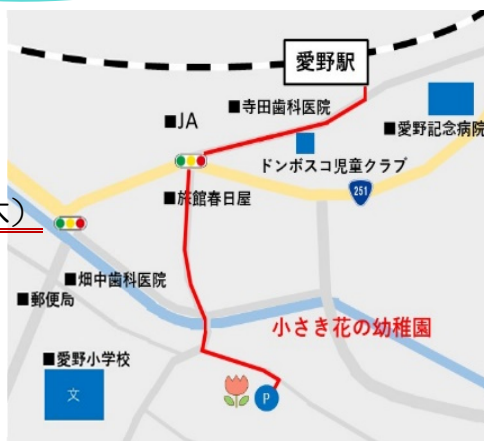 愛野駅
■寺田歯科医院
■JA
■愛野記念病院
ドンボスコ児童クラブ
■旅館春日屋
251
木)
■畑中歯科医院
■郵便局
小さき花の幼稚園
■愛野小学校
文
P